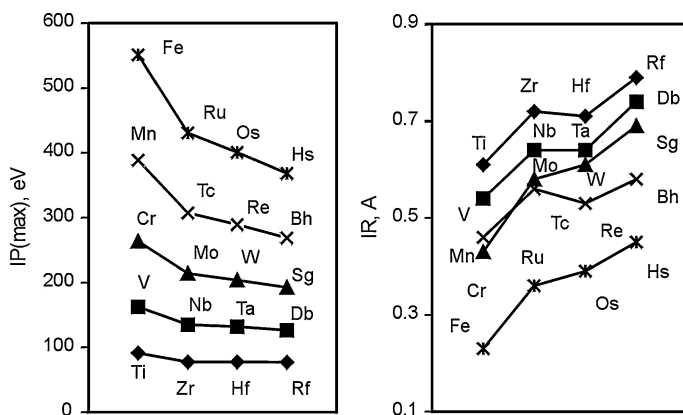 IP(max), eV
600
500
400
300
200
100
0
Fe
Ru
Os
Hs
Mn
Tc
Re
Bh
Cr
Mo
W
Sg
V
Nb
Ta
Db
Ti
Zr
Hf
Rf
IR, A
0.9
0.7
0.5
0.3
0.1
Ti
Zr
Hf
Rf
V
Nb
Ta
Db
Mo
W
Sg
Mn
Tc
Re
Bh
Cr
Fe
Ru
Os
Hs